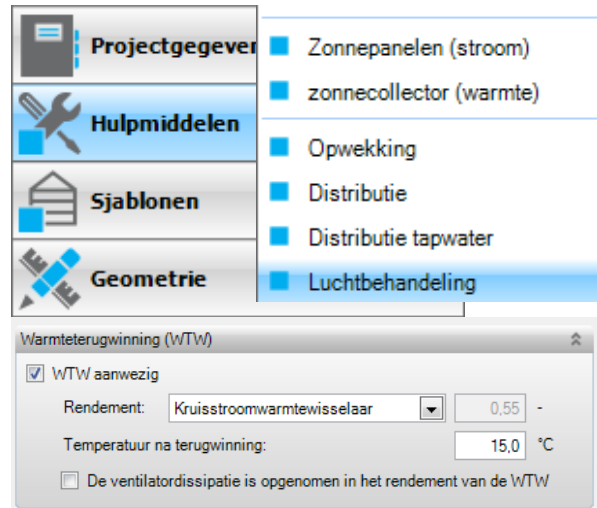 Projectgegever
Hulpmiddelen
Sjablonen
Geometrie
Zonnepanelen (stroom)
zonnecollector (warmte)
Opwekking
Distributie
Distributie tapwater
Luchtbehandeling
Warmteterugwinning (WTW)
WTW aanwezig
Rendement: Kruisstroomwarmtewisselaar 0,55 -
Temperatuur na terugwinning: 15,0 °C
De ventilatordissipatie is opgenomen in het rendement van de WTW